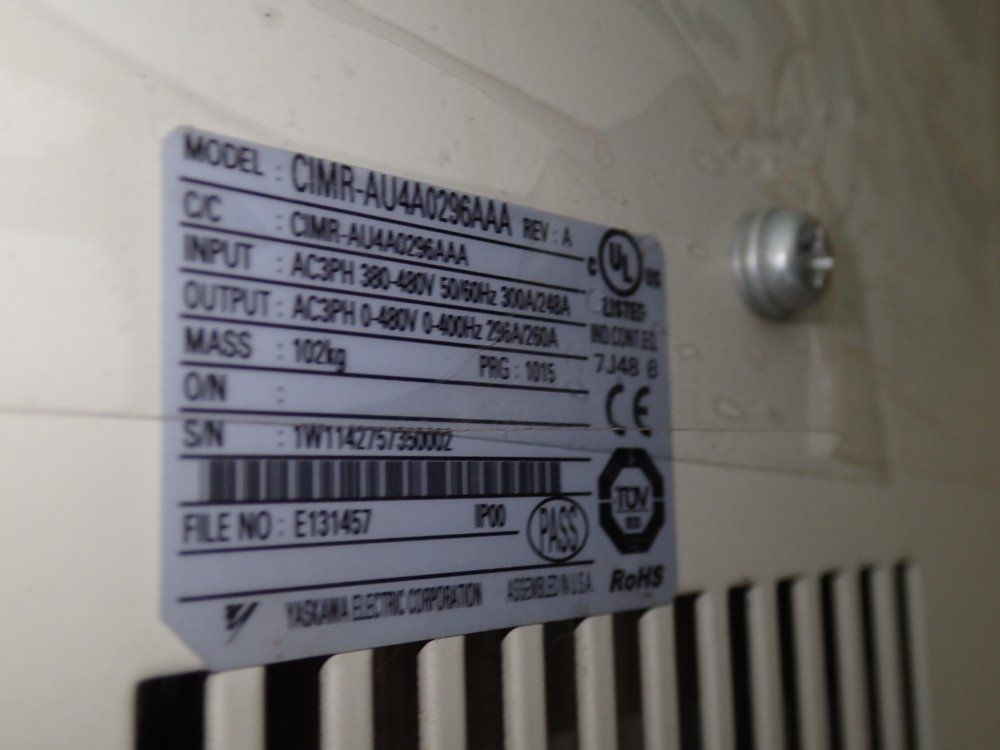 MODEL : CIMR-AU4A0296AAA REV : A
C/C : CIMR-AU4A0296AAA
INPUT : AC3PH 380-480V 50/60Hz 300A/248A
OUTPUT : AC3PH 0-480V 0-400Hz 296A/260A
MASS : 102kg PRG : 1015
O/N :
S/N : 1W1142757350002
FILE NO : E131457 IP00
PASS
YASKAWA ELECTRIC CORPORATION ASSEMBLED IN U.S.A.
C UL US
LISTED
IND.CONT.EQ.
7J48 B
CE
TÜV
RoHS